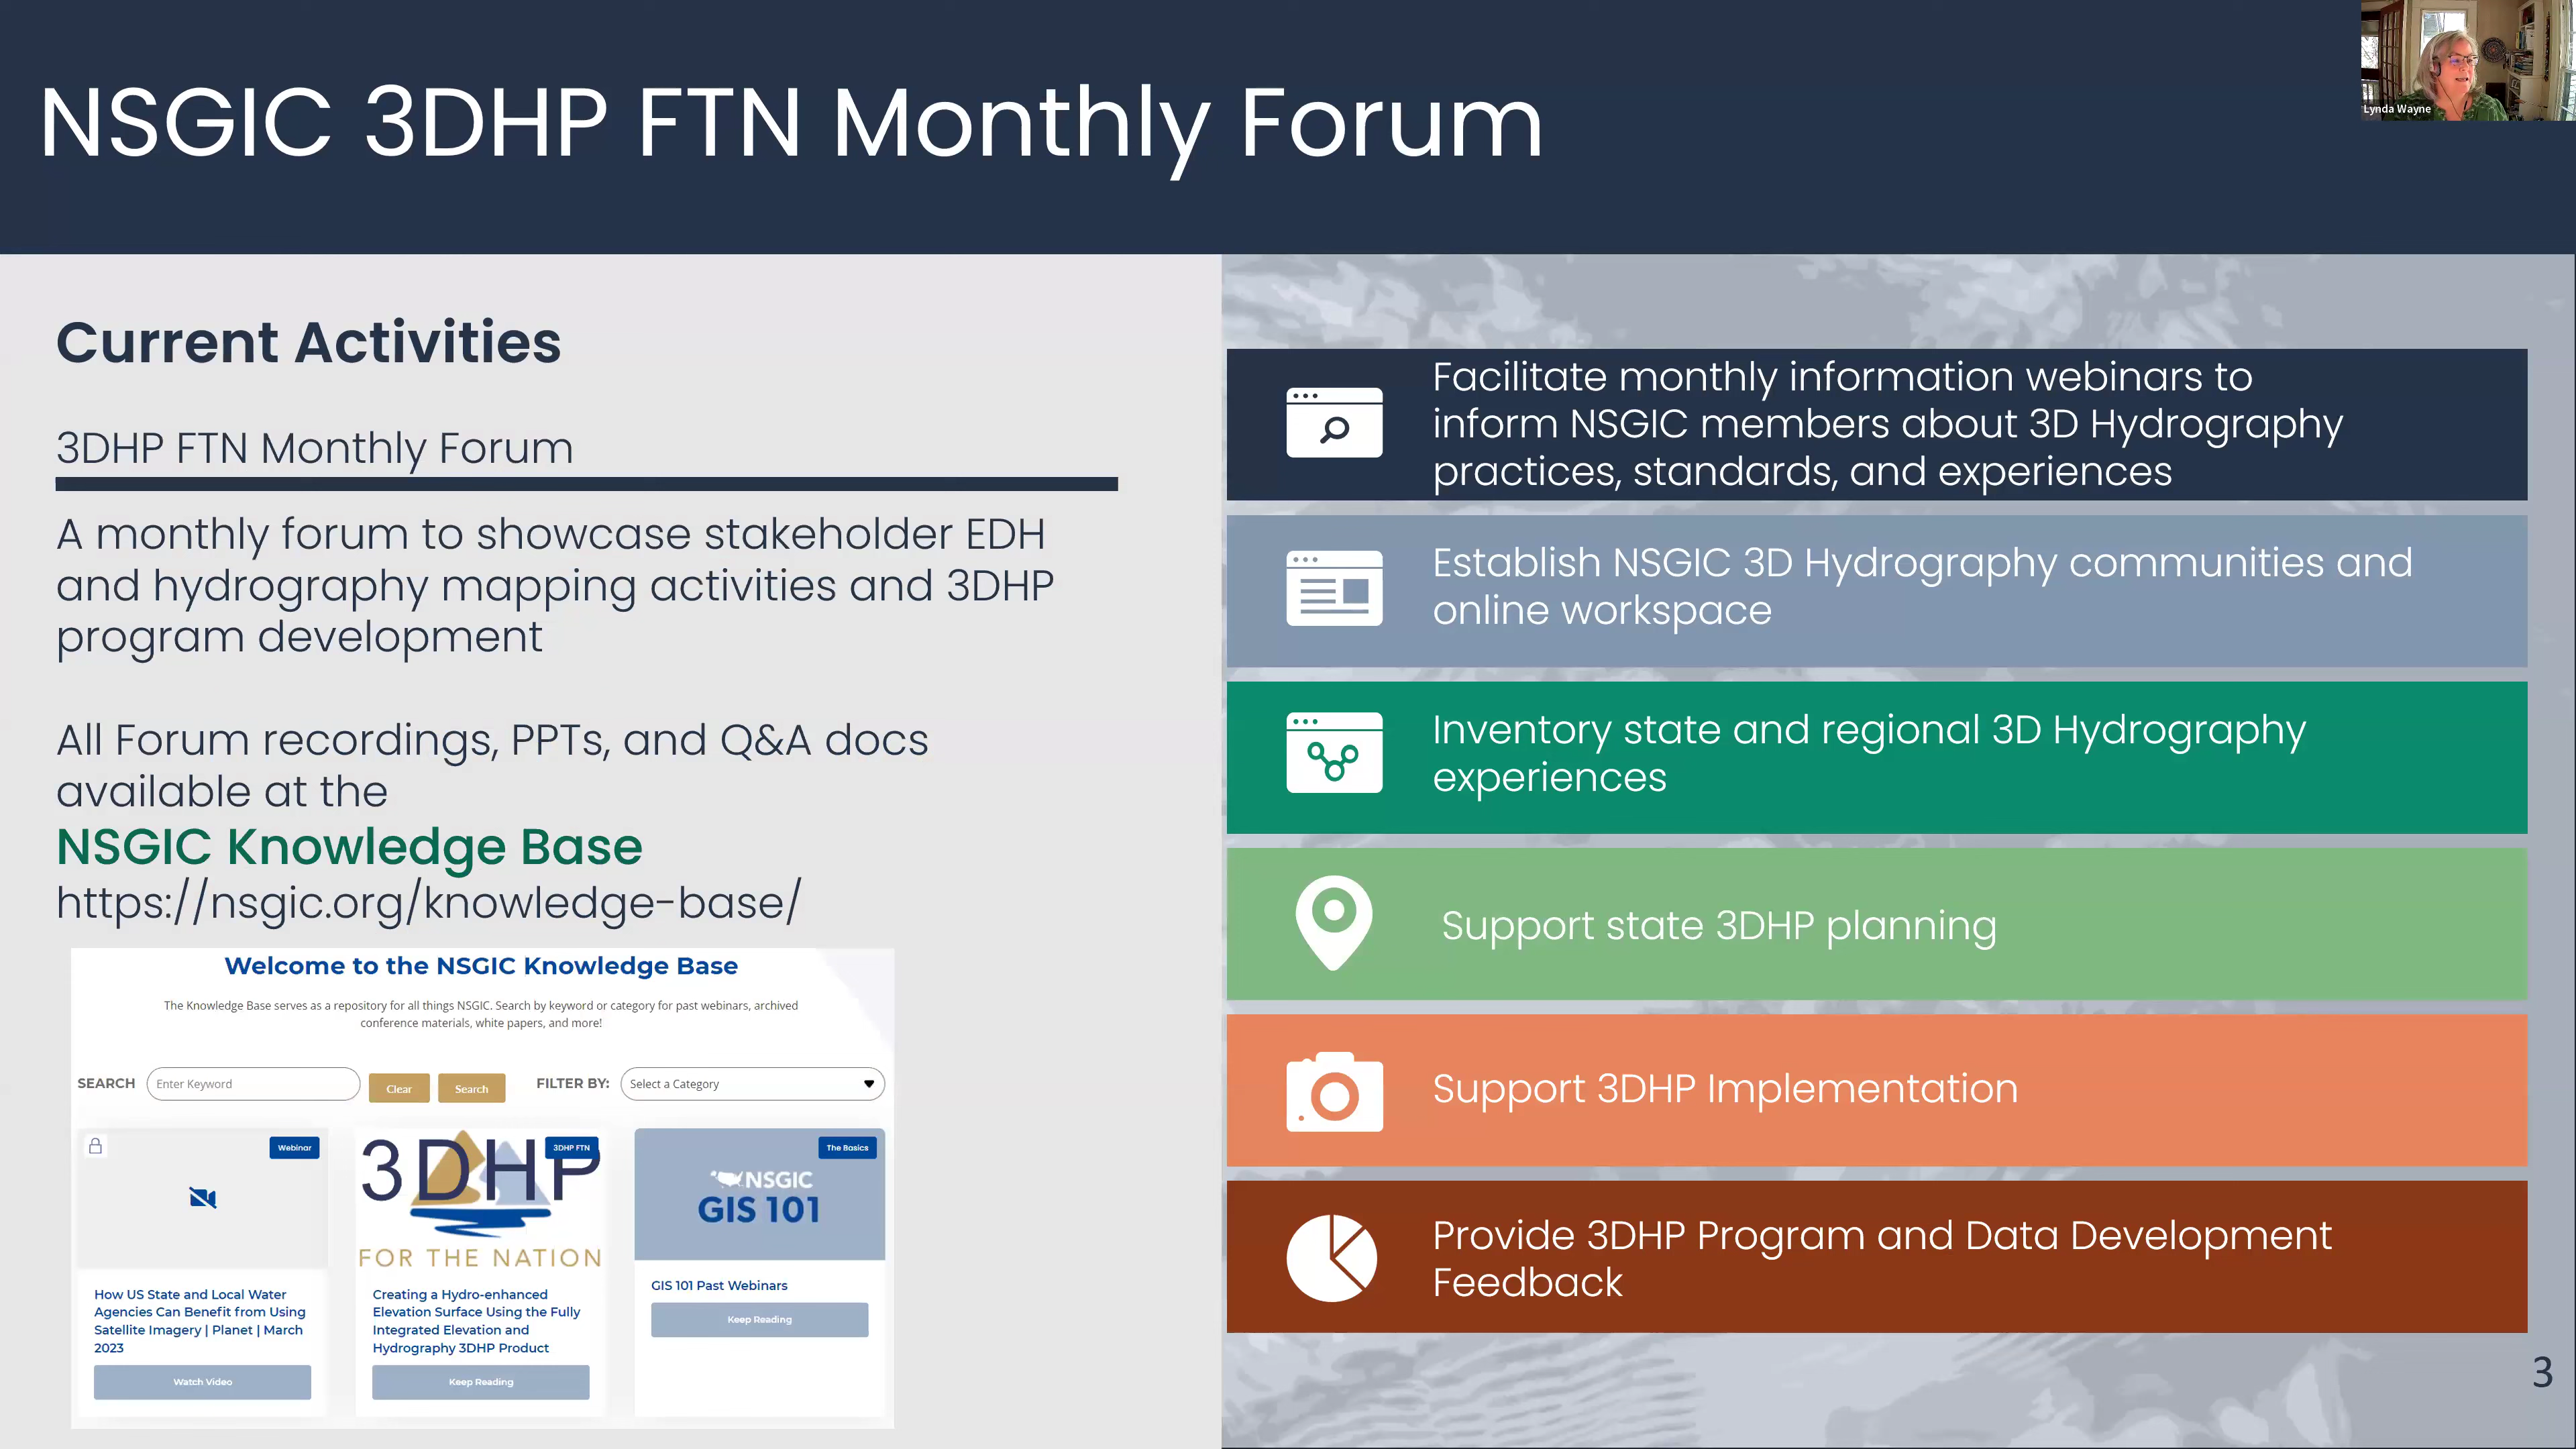 NSGIC 3DHP FTN Monthly Forum
Lynda Wayne
Current Activities
3DHP FTN Monthly Forum
A monthly forum to showcase stakeholder EDH
and hydrography mapping activities and 3DHP
program development
All Forum recordings, PPTs, and Q&A docs
available at the
NSGIC Knowledge Base
https://nsgic.org/knowledge-base/
Welcome to the NSGIC Knowledge Base
The Knowledge Base serves as a repository for all things NSGIC. Search by keyword or category for past webinars, archived
conference materials, white papers, and more!
SEARCH
Enter Keyword
Clear
Search
FILTER BY:
Select a Category
Webinar
How US State and Local Water
Agencies Can Benefit from Using
Satellite Imagery | Planet | March
2023
Watch Video
3DHP FTN
3DHP
FOR THE NATION
Creating a Hydro-enhanced
Elevation Surface Using the Fully
Integrated Elevation and
Hydrography 3DHP Product
Keep Reading
The Basics
NSGIC
GIS 101
GIS 101 Past Webinars
Keep Reading
Facilitate monthly information webinars to
inform NSGIC members about 3D Hydrography
practices, standards, and experiences
Establish NSGIC 3D Hydrography communities and
online workspace
Inventory state and regional 3D Hydrography
experiences
Support state 3DHP planning
Support 3DHP Implementation
Provide 3DHP Program and Data Development
Feedback
3